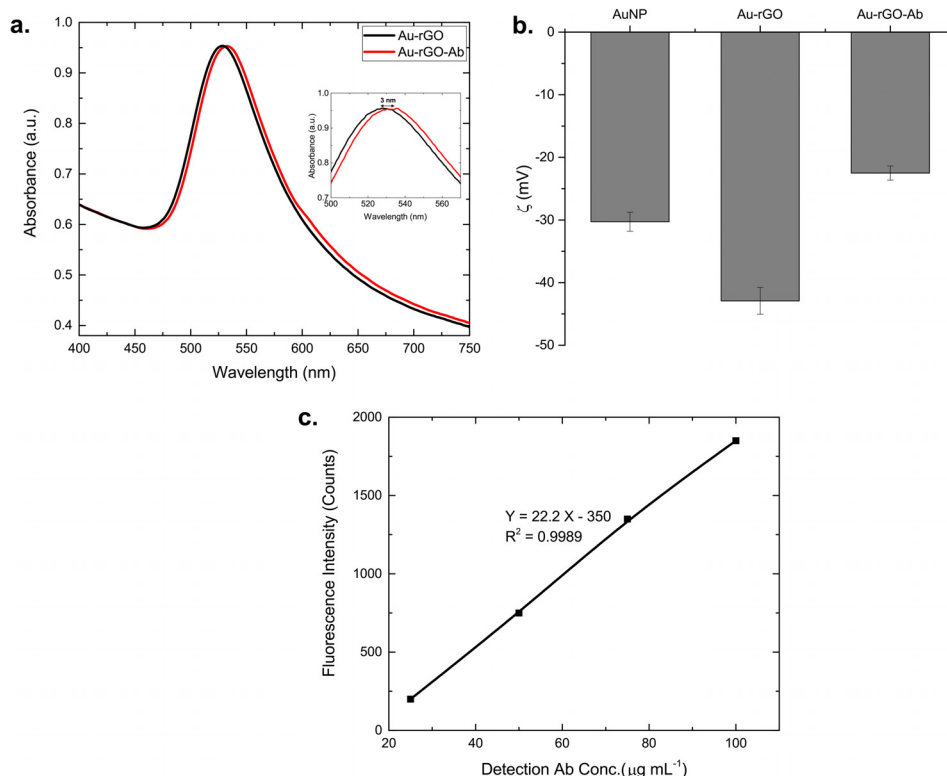 a.
Au-rGO
Au-rGO-Ab
1.0
0.9
0.8
0.7
0.6
0.5
0.4
Absorbance (a.u.)
400 450 500 550 600 650 700 750
Wavelength (nm)
3 nm
1.0
0.9
0.8
0.7
Absorbance (a.u.)
500 520 540 560
Wavelength (nm)
b.
AuNP Au-rGO Au-rGO-Ab
0
-10
-20
-30
-40
-50
ζ (mV)
c.
2000
1500
1000
500
0
Fluorescence Intensity (Counts)
Y = 22.2 X - 350
R² = 0.9989
20 40 60 80 100
Detection Ab Conc.(μg mL⁻¹)